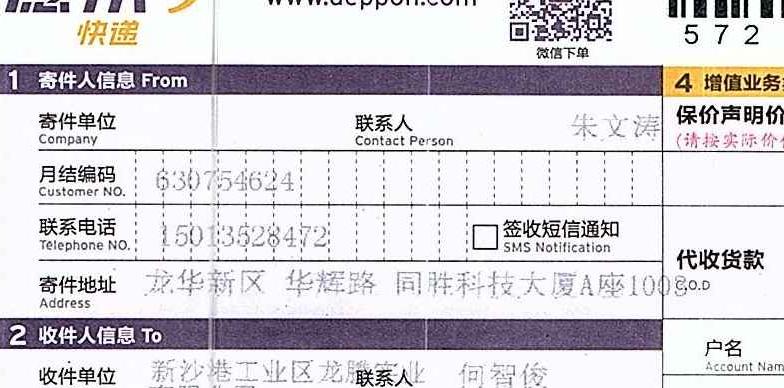 www.deppon.com
快递
微信下单
572
1 寄件人信息 From
4 增值业务
寄件单位 联系人 朱文涛
Company Contact Person
保价声明价
(请按实际价值
月结编码 630754624
Customer NO.
联系电话 15013528472 签收短信通知
Telephone NO. SMS Notification
代收货款
C.O.D
寄件地址 龙华新区 华辉路 同胜科技大厦A座1008
Address
2 收件人信息 To
户名
Account Nam
收件单位 新沙港工业区龙腾实业 联系人 何智俊